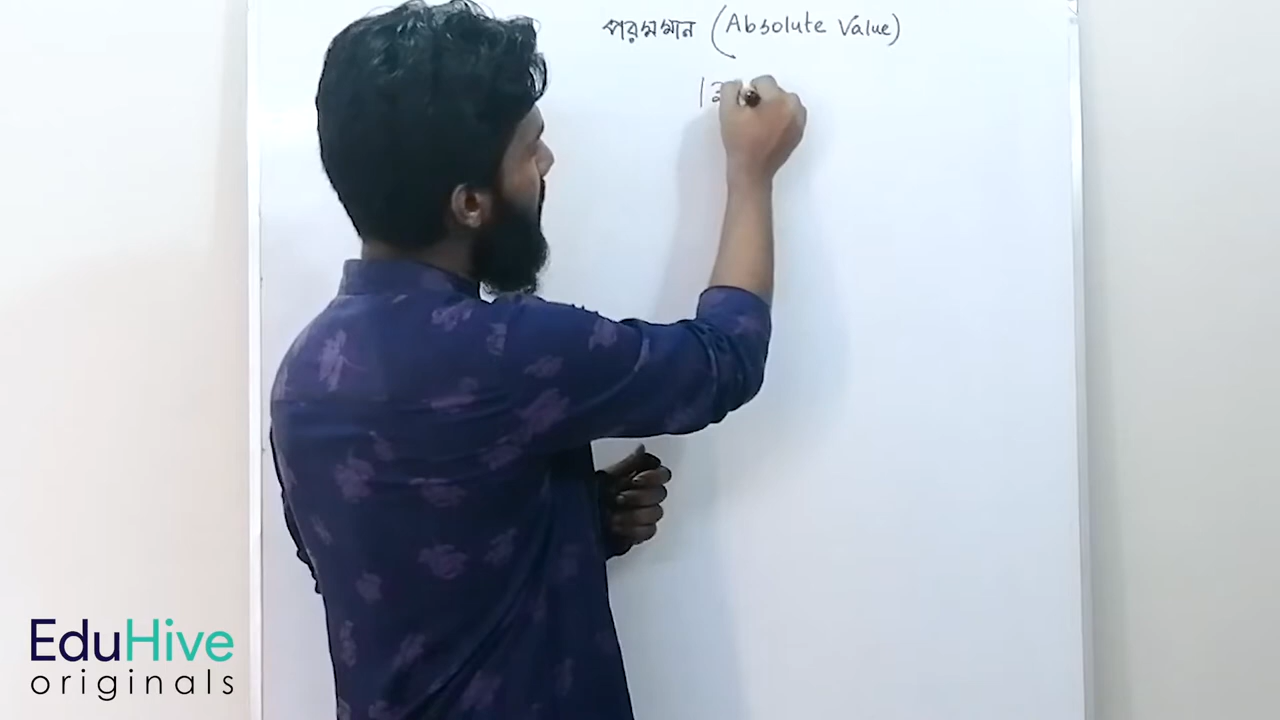 পরমমান (Absolute Value)
EduHive
originals